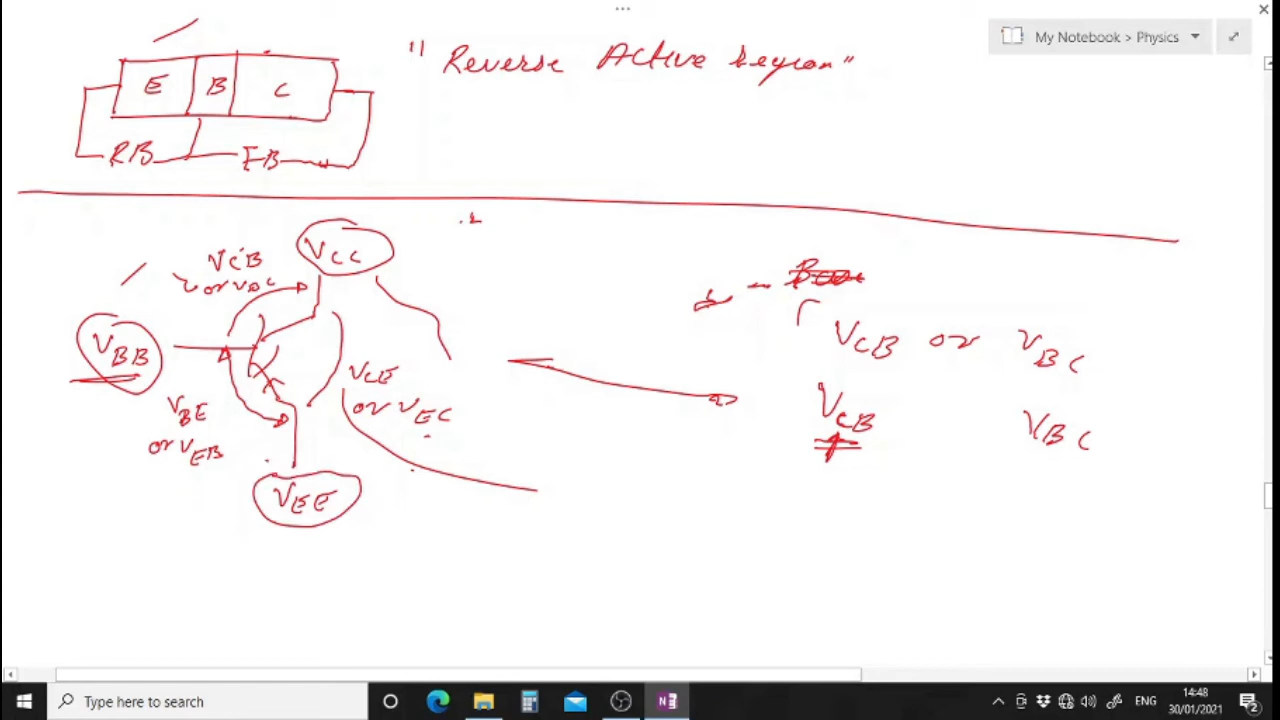 My Notebook > Physics
"Reverse Active Region"
E B C
RB FB
VCC
VCB
or VBC
VBB
VCE
or VEC
VBE
or VEB
VEE
VCB or VBC
VCB VBC
Type here to search
ENG
14:48
30/01/2021
2